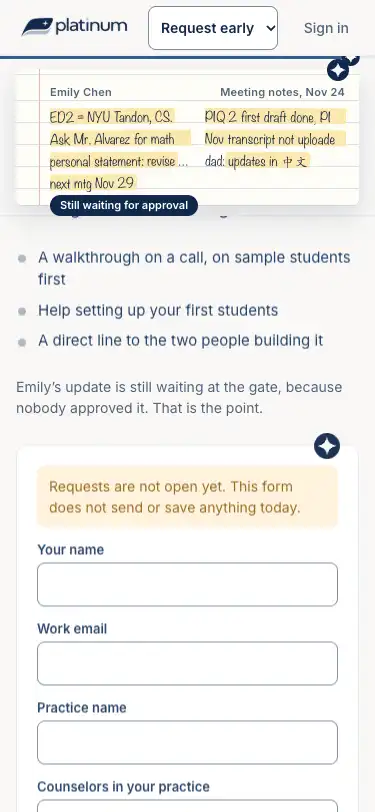 platinum
Request early
Sign in
Emily Chen
Meeting notes, Nov 24
ED2 = NYU Tandon, CS.
Ask Mr. Alvarez for math
personal statement: revise ...
next mtg Nov 29
PIQ 2 first draft done, PI
Nov transcript not uploade
dad: updates in 中文
Still waiting for approval
A walkthrough on a call, on sample students
first
Help setting up your first students
A direct line to the two people building it
Emily’s update is still waiting at the gate, because
nobody approved it. That is the point.
Requests are not open yet. This form
does not send or save anything today.
Your name
Work email
Practice name
Counselors in your practice